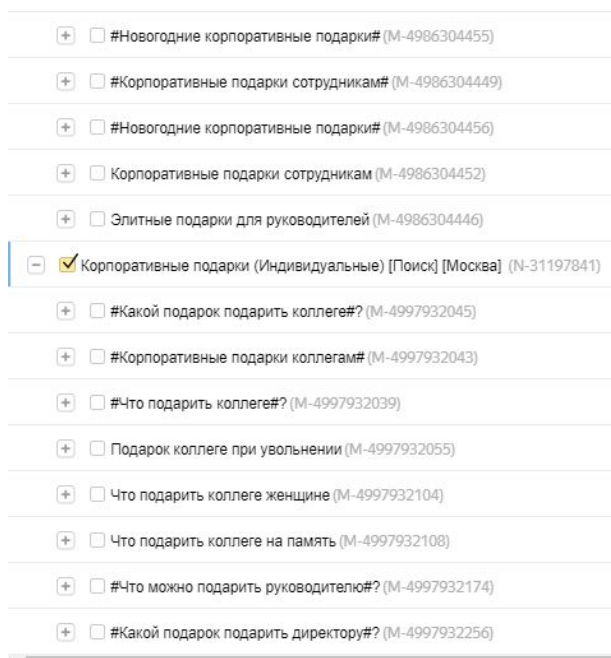 #Новогодние корпоративные подарки# (M-4986304455)
#Корпоративные подарки сотрудникам# (M-4986304449)
#Новогодние корпоративные подарки# (M-4986304456)
Корпоративные подарки сотрудникам (M-4986304452)
Элитные подарки для руководителей (M-4986304446)
Корпоративные подарки (Индивидуальные) [Поиск] [Москва] (N-31197841)
#Какой подарок подарить коллеге#? (M-4997932045)
#Корпоративные подарки коллегам# (M-4997932043)
#Что подарить коллеге#? (M-4997932039)
Подарок коллеге при увольнении (M-4997932055)
Что подарить коллеге женщине (M-4997932104)
Что подарить коллеге на память (M-4997932108)
#Что можно подарить руководителю#? (M-4997932174)
#Какой подарок подарить директору#? (M-4997932256)